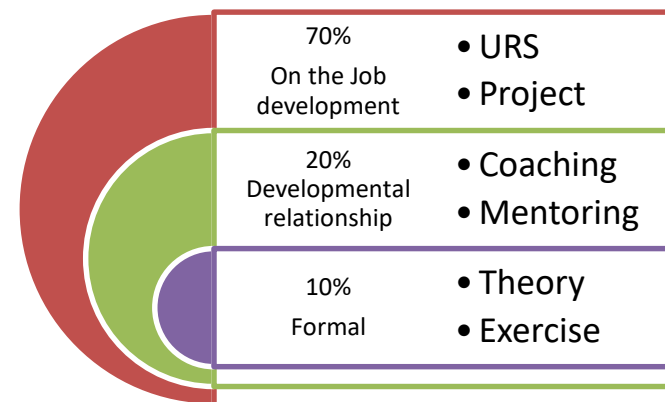 70%
On the Job
development
• URS
• Project
20%
Developmental
relationship
• Coaching
• Mentoring
10%
Formal
• Theory
• Exercise